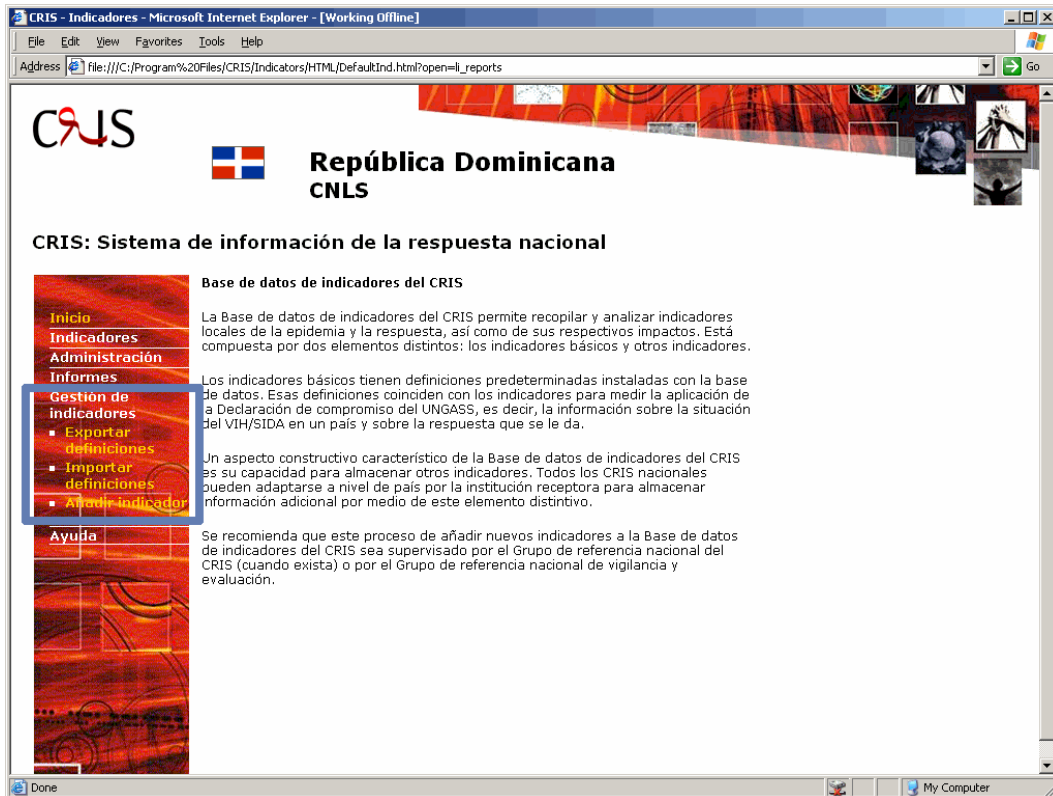 CRIS - Indicadores - Microsoft Internet Explorer - [Working Offline]
File Edit View Favorites Tools Help
Address file:///C:/Program%20Files/CRIS/Indicators/HTML/DefaultInd.html?open=li_reports Go
CRIS
República Dominicana
CNLS
CRIS: Sistema de información de la respuesta nacional
Inicio
Indicadores
Administración
Informes
Gestión de
indicadores
Exportar
definiciones
Importar
definiciones
Añadir indicador
Ayuda
Base de datos de indicadores del CRIS
La Base de datos de indicadores del CRIS permite recopilar y analizar indicadores
locales de la epidemia y la respuesta, así como de sus respectivos impactos. Está
compuesta por dos elementos distintos: los indicadores básicos y otros indicadores.
Los indicadores básicos tienen definiciones predeterminadas instaladas con la base
de datos. Esas definiciones coinciden con los indicadores para medir la aplicación de
la Declaración de compromiso del UNGASS, es decir, la información sobre la situación
del VIH/SIDA en un país y sobre la respuesta que se le da.
Un aspecto constructivo característico de la Base de datos de indicadores del CRIS
es su capacidad para almacenar otros indicadores. Todos los CRIS nacionales
pueden adaptarse a nivel de país por la institución receptora para almacenar
información adicional por medio de este elemento distintivo.
Se recomienda que este proceso de añadir nuevos indicadores a la Base de datos
de indicadores del CRIS sea supervisado por el Grupo de referencia nacional del
CRIS (cuando exista) o por el Grupo de referencia nacional de vigilancia y
evaluación.
Done My Computer